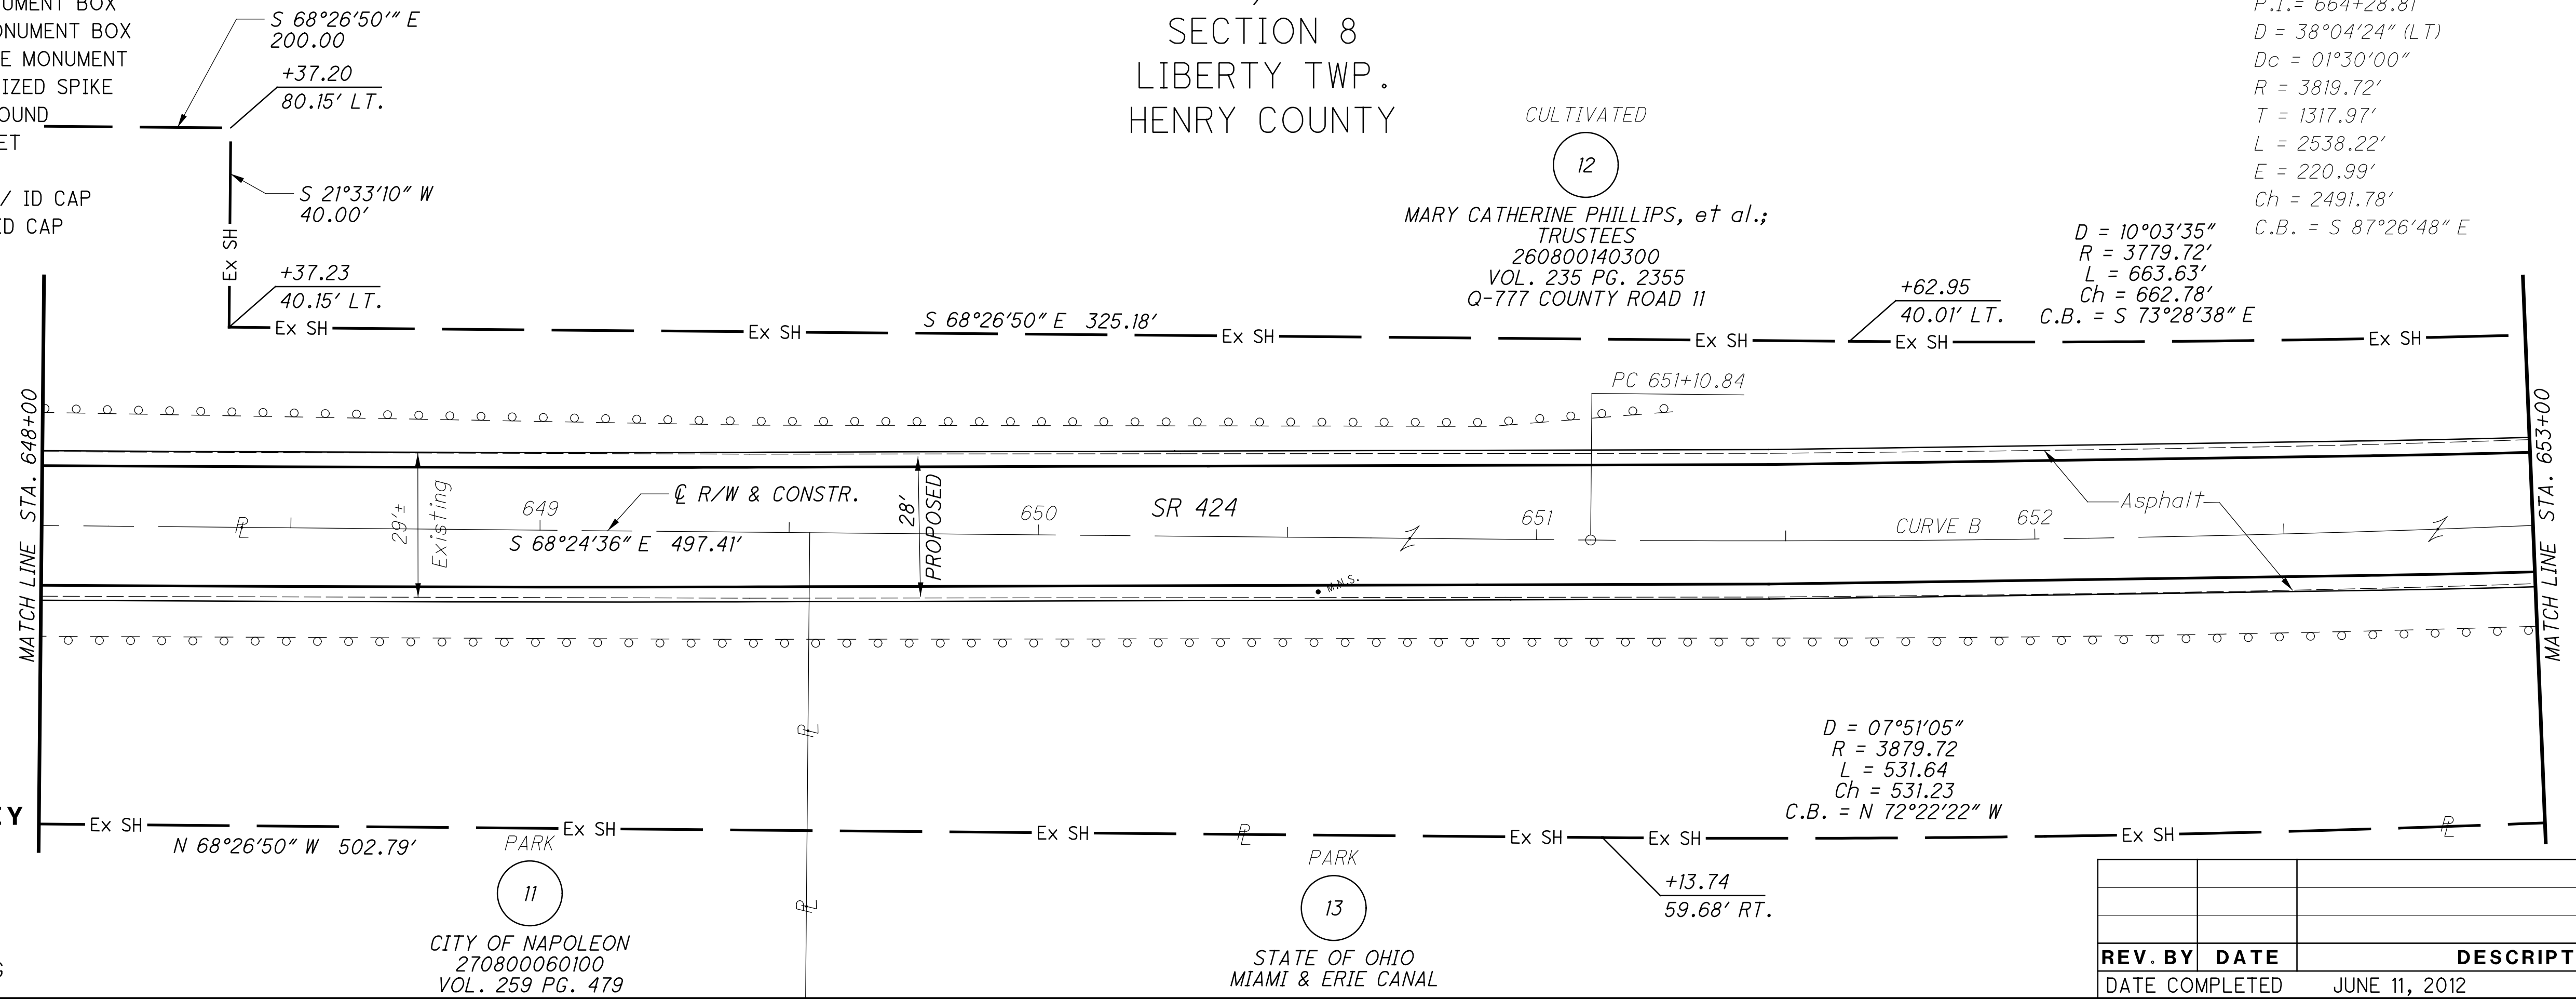 UMENT BOX
ONUMENT BOX
E MONUMENT
IZED SPIKE
OUND
ET
/ ID CAP
ED CAP
S 68°26'50'" E
200.00
+37.20
80.15' LT.
S 21°33'10" W
40.00'
Ex SH
+37.23
40.15' LT.
SECTION 8
LIBERTY TWP.
HENRY COUNTY
CULTIVATED
12
MARY CATHERINE PHILLIPS, et al.;
TRUSTEES
260800140300
VOL. 235 PG. 2355
Q-777 COUNTY ROAD 11
P.I.= 664+28.81
D = 38°04'24" (LT)
Dc = 01°30'00"
R = 3819.72'
T = 1317.97'
L = 2538.22'
E = 220.99'
Ch = 2491.78'
C.B. = S 87°26'48" E
D = 10°03'35"
R = 3779.72'
L = 663.63'
Ch = 662.78'
C.B. = S 73°28'38" E
+62.95
40.01' LT.
Ex SH
Ex SH
S 68°26'50" E 325.18'
Ex SH
Ex SH
Ex SH
Ex SH
PC 651+10.84
MATCH LINE STA. 648+00
PL
29'±
Existing
649
℄ R/W & CONSTR.
S 68°24'36" E 497.41'
28'
PROPOSED
650
SR 424
M.N.S.
651
CURVE B
652
Asphalt
MATCH LINE STA. 653+00
PL
D = 07°51'05"
R = 3879.72
L = 531.64
Ch = 531.23
C.B. = N 72°22'22" W
EY
Ex SH
Ex SH
Ex SH
PL
Ex SH
Ex SH
Ex SH
PL
N 68°26'50" W 502.79'
PARK
11
CITY OF NAPOLEON
270800060100
VOL. 259 PG. 479
PL
PARK
13
STATE OF OHIO
MIAMI & ERIE CANAL
+13.74
59.68' RT.
REV. BY DATE DESCRIPT
DATE COMPLETED JUNE 11, 2012